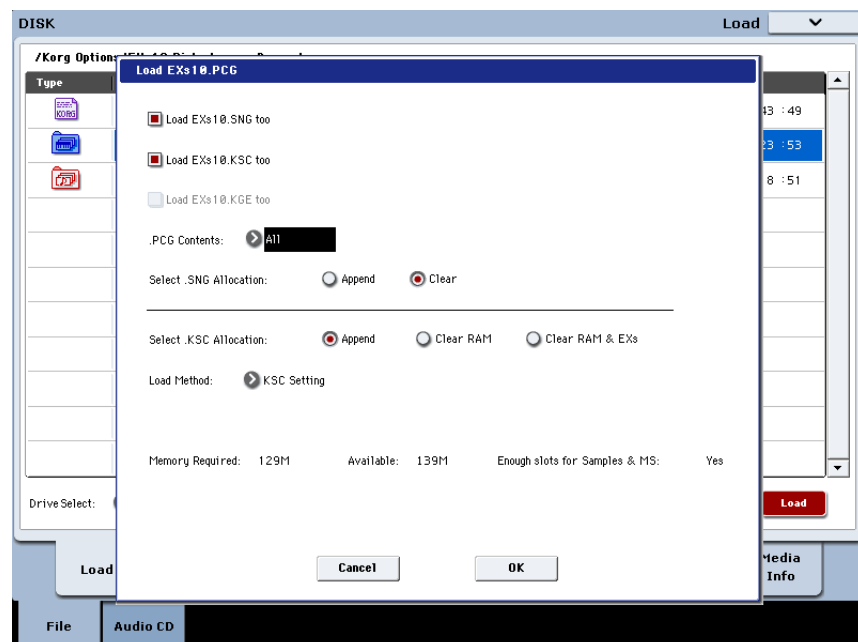 DISK
Load
/Korg Options
Load EXs10.PCG
Type
KORG
Load EXs10.SNG too
43 :49
Load EXs10.KSC too
23 :53
Load EXs10.KGE too
8 :51
.PCG Contents: All
Select .SNG Allocation: Append Clear
Select .KSC Allocation: Append Clear RAM Clear RAM & EXs
Load Method: KSC Setting
Memory Required: 129M Available: 139M Enough slots for Samples & MS: Yes
Drive Select: Load
Cancel OK
Load Media
Info
File Audio CD